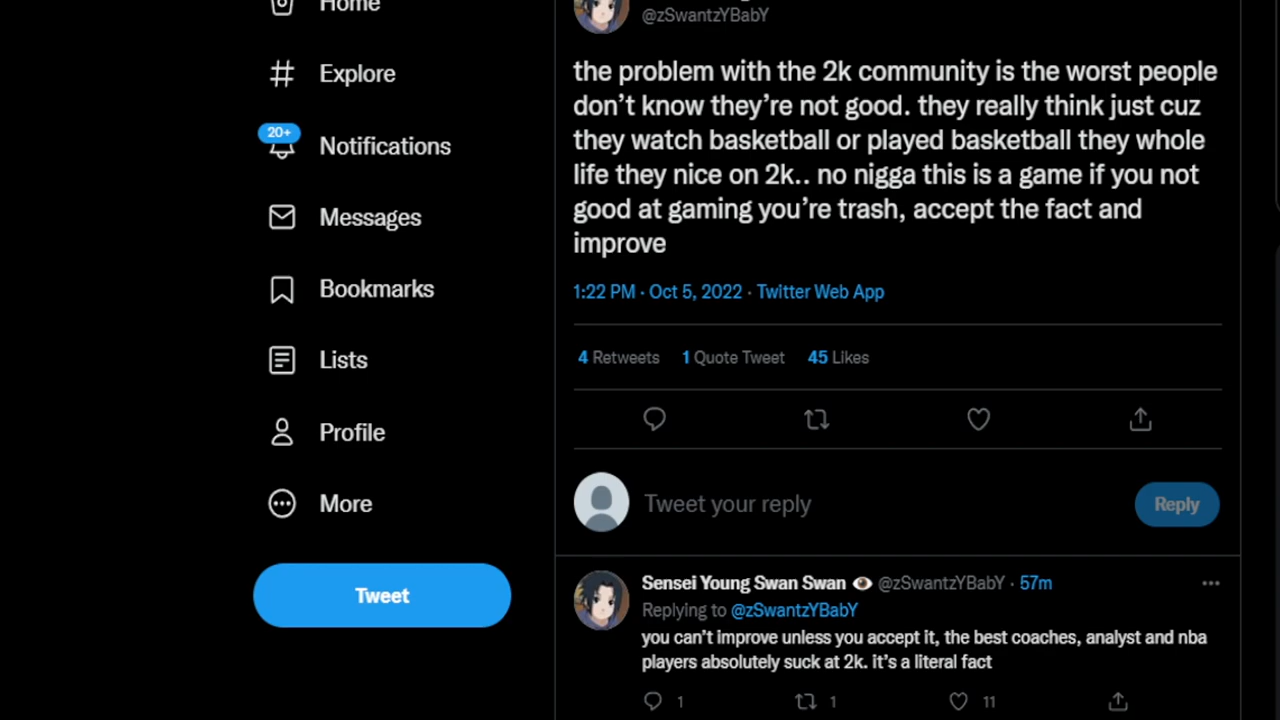 Home
@zSwantzYBabY
Explore
20+
Notifications
Messages
Bookmarks
Lists
Profile
More
Tweet
the problem with the 2k community is the worst people
don’t know they’re not good. they really think just cuz
they watch basketball or played basketball they whole
life they nice on 2k.. no nigga this is a game if you not
good at gaming you’re trash, accept the fact and
improve
1:22 PM · Oct 5, 2022 · Twitter Web App
4 Retweets 1 Quote Tweet 45 Likes
Tweet your reply
Reply
Sensei Young Swan Swan 👁 @zSwantzYBabY · 57m
Replying to @zSwantzYBabY
you can’t improve unless you accept it, the best coaches, analyst and nba
players absolutely suck at 2k. it’s a literal fact
1 1 11